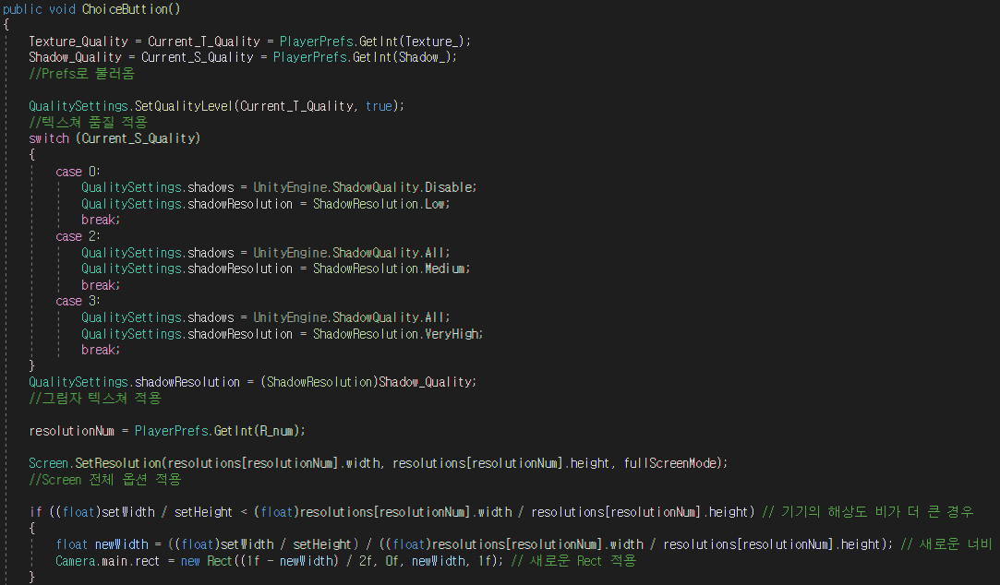 public void ChoiceButtion()
{
Texture_Quality = Current_T_Quality = PlayerPrefs.GetInt(Texture_);
Shadow_Quality = Current_S_Quality = PlayerPrefs.GetInt(Shadow_);
//Prefs로 불러옴
QualitySettings.SetQualityLevel(Current_T_Quality, true);
//텍스쳐 품질 적용
switch (Current_S_Quality)
{
case 0:
QualitySettings.shadows = UnityEngine.ShadowQuality.Disable;
QualitySettings.shadowResolution = ShadowResolution.Low;
break;
case 2:
QualitySettings.shadows = UnityEngine.ShadowQuality.All;
QualitySettings.shadowResolution = ShadowResolution.Medium;
break;
case 3:
QualitySettings.shadows = UnityEngine.ShadowQuality.All;
QualitySettings.shadowResolution = ShadowResolution.VeryHigh;
break;
}
QualitySettings.shadowResolution = (ShadowResolution)Shadow_Quality;
//그림자 텍스쳐 적용
resolutionNum = PlayerPrefs.GetInt(R_num);
Screen.SetResolution(resolutions[resolutionNum].width, resolutions[resolutionNum].height, fullScreenMode);
//Screen 전체 옵션 적용
if ((float)setWidth / setHeight < (float)resolutions[resolutionNum].width / resolutions[resolutionNum].height) // 기기의 해상도 비가 더 큰 경우
{
float newWidth = ((float)setWidth / setHeight) / ((float)resolutions[resolutionNum].width / resolutions[resolutionNum].height); // 새로운 너비
Camera.main.rect = new Rect((1f - newWidth) / 2f, 0f, newWidth, 1f); // 새로운 Rect 적용
}